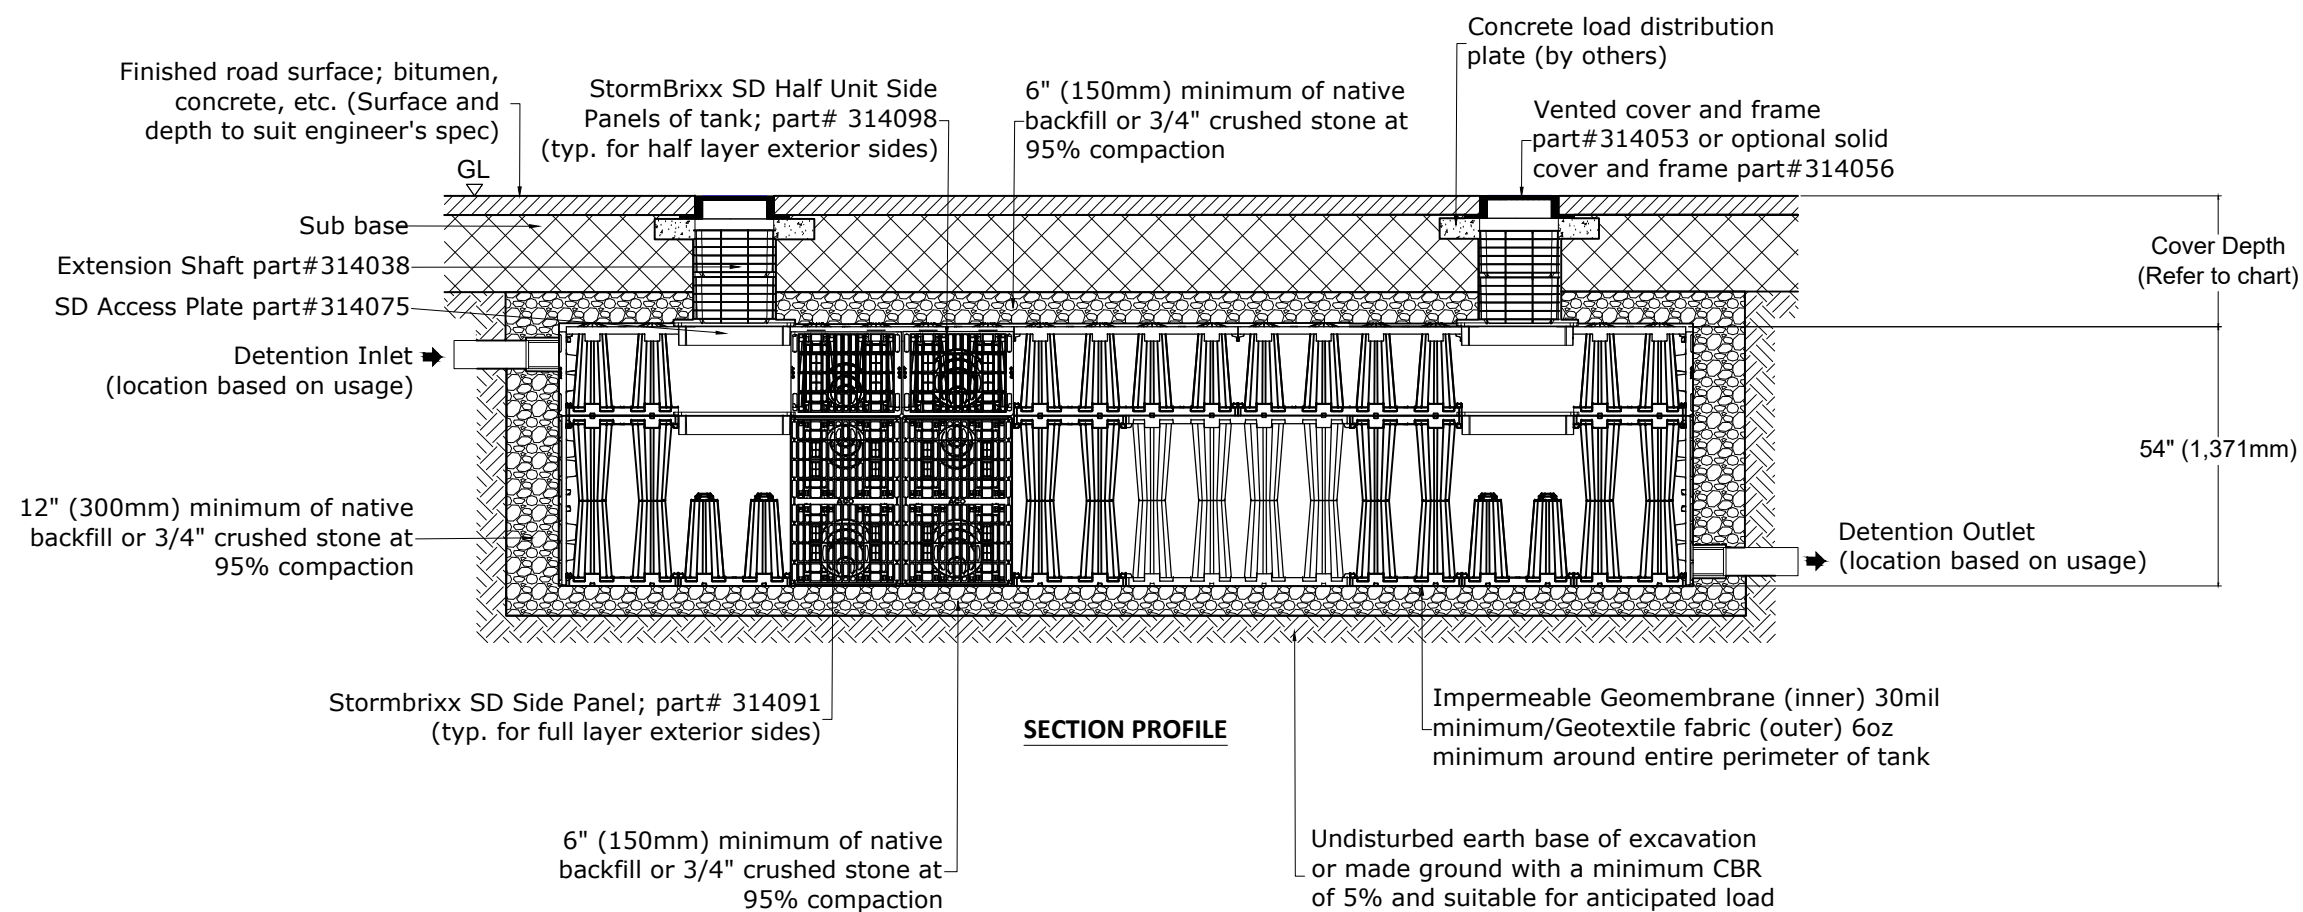 Concrete load distribution
plate (by others)
Finished road surface; bitumen,
concrete, etc. (Surface and
depth to suit engineer's spec)
StormBrixx SD Half Unit Side
Panels of tank; part# 314098
(typ. for half layer exterior sides)
6" (150mm) minimum of native
backfill or 3/4" crushed stone at
95% compaction
Vented cover and frame
part#314053 or optional solid
cover and frame part#314056
GL
Sub base
Extension Shaft part#314038
SD Access Plate part#314075
Detention Inlet
(location based on usage)
Cover Depth
(Refer to chart)
54" (1,371mm)
12" (300mm) minimum of native
backfill or 3/4" crushed stone at
95% compaction
Detention Outlet
(location based on usage)
Stormbrixx SD Side Panel; part# 314091
(typ. for full layer exterior sides)
SECTION PROFILE
Impermeable Geomembrane (inner) 30mil
minimum/Geotextile fabric (outer) 6oz
minimum around entire perimeter of tank
6" (150mm) minimum of native
backfill or 3/4" crushed stone at
95% compaction
Undisturbed earth base of excavation
or made ground with a minimum CBR
of 5% and suitable for anticipated load